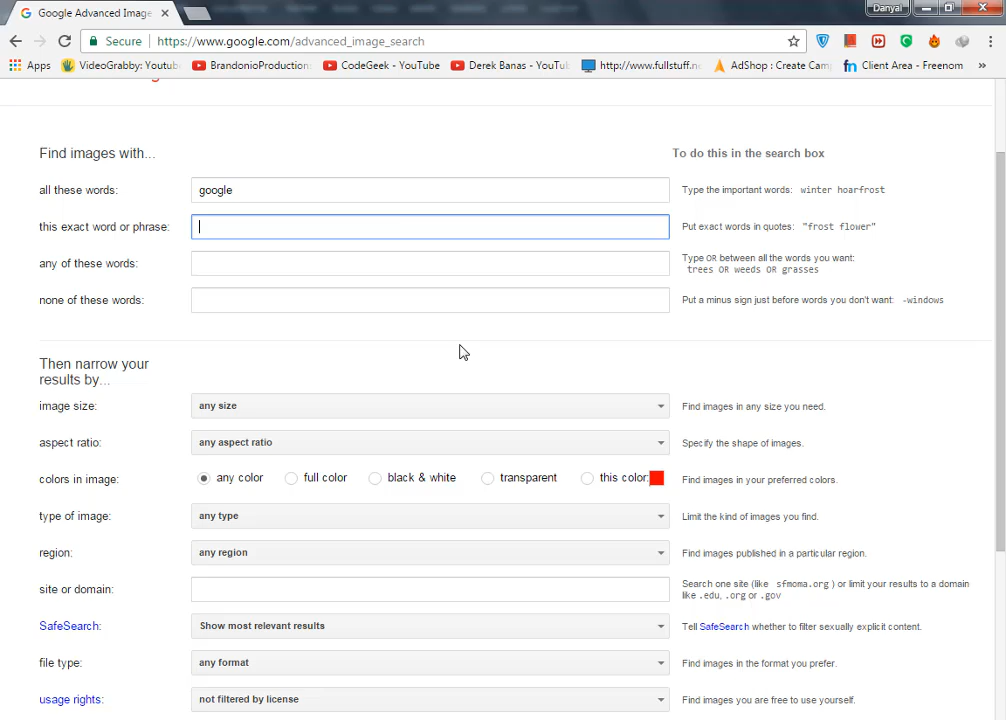 Google Advanced Image
Danyal
Secure https://www.google.com/advanced_image_search
Apps VideoGrabby: Youtub BrandonioProduction CodeGeek - YouTube Derek Banas - YouTu http://www.fullstuff.n AdShop : Create Cam Client Area - Freenom »
Find images with...
To do this in the search box
all these words: google Type the important words: winter hoarfrost
this exact word or phrase: Put exact words in quotes: "frost flower"
any of these words: Type OR between all the words you want:
trees OR weeds OR grasses
none of these words: Put a minus sign just before words you don't want: -windows
Then narrow your
results by...
image size: any size Find images in any size you need.
aspect ratio: any aspect ratio Specify the shape of images.
colors in image: any color full color black & white transparent this color: Find images in your preferred colors.
type of image: any type Limit the kind of images you find.
region: any region Find images published in a particular region.
site or domain: Search one site (like sfmoma.org ) or limit your results to a domain
like .edu, .org or .gov
SafeSearch: Show most relevant results Tell SafeSearch whether to filter sexually explicit content.
file type: any format Find images in the format you prefer.
usage rights: not filtered by license Find images you are free to use yourself.